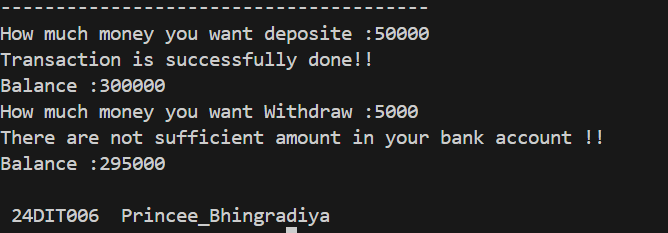 ---------------------------------------
How much money you want deposite :50000
Transaction is successfully done!!
Balance :300000
How much money you want Withdraw :5000
There are not sufficient amount in your bank account !!
Balance :295000
24DIT006  Princee_Bhingradiya